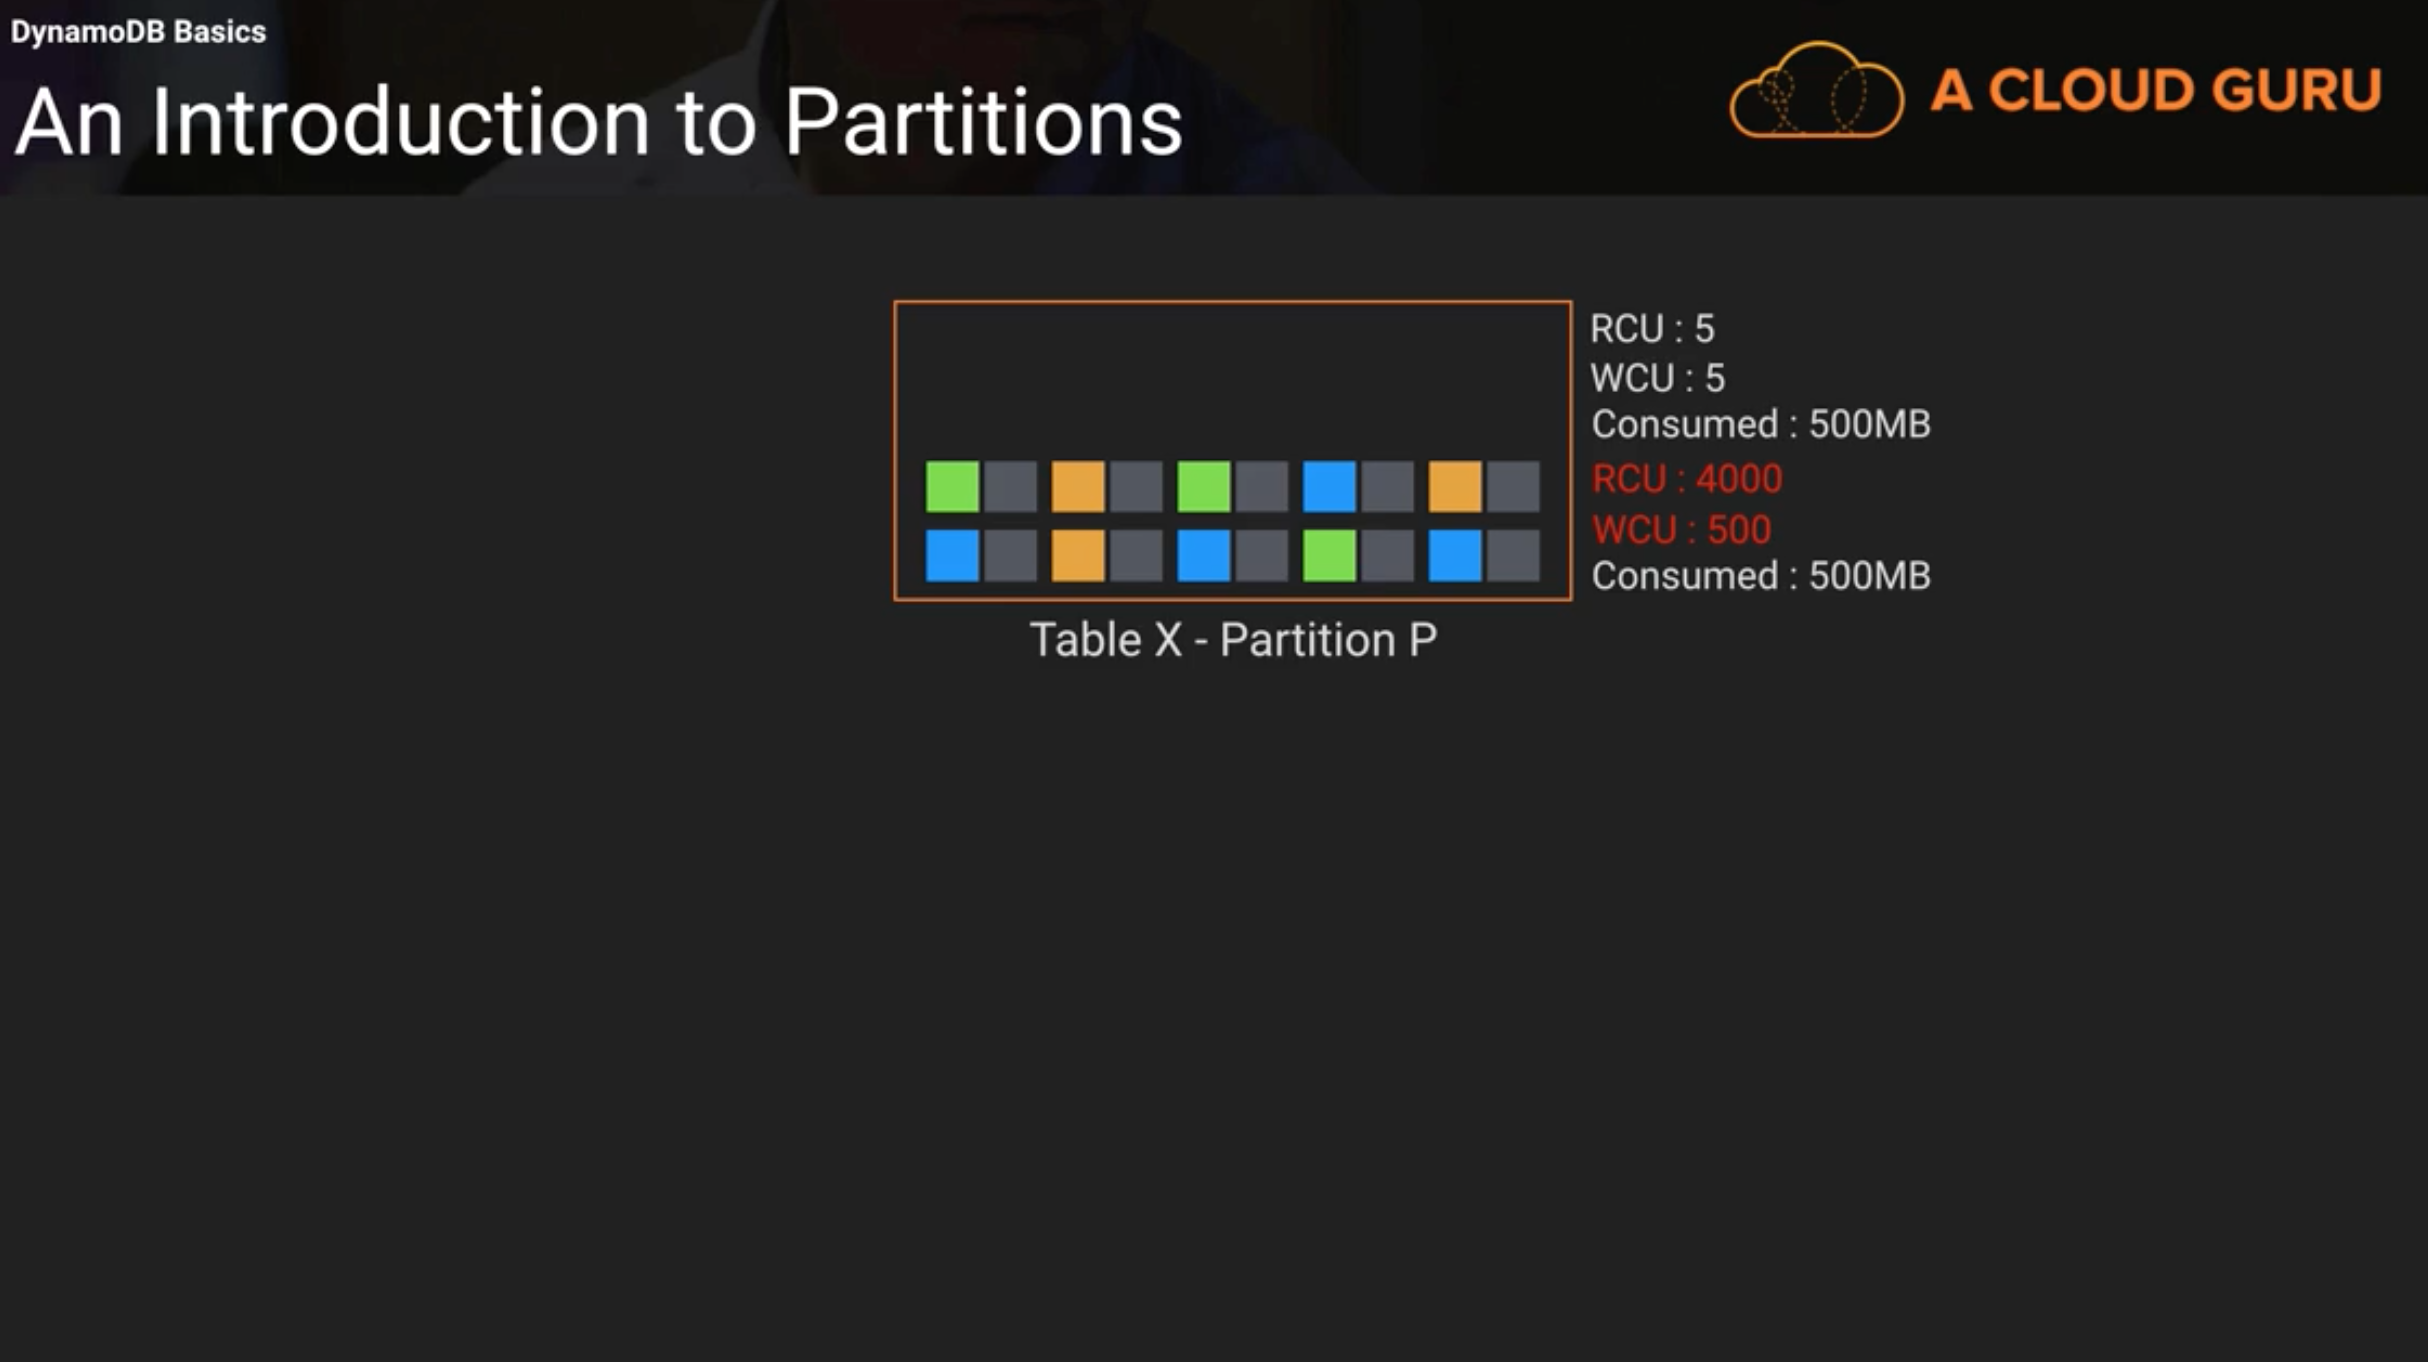 DynamoDB Basics
An Introduction to Partitions
A CLOUD GURU
RCU : 5
WCU : 5
Consumed : 500MB
RCU : 4000
WCU : 500
Consumed : 500MB
Table X - Partition P